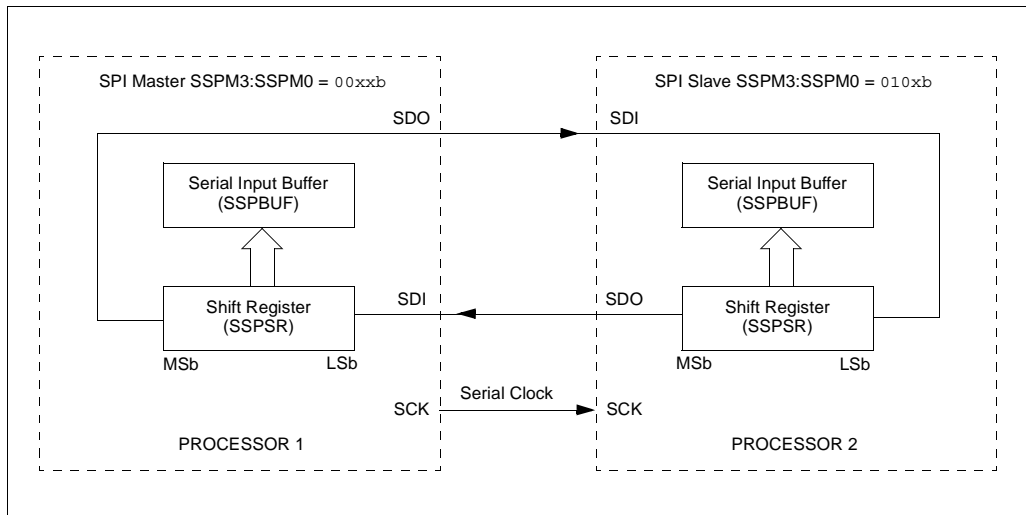 SPI Master SSPM3:SSPM0 = 00xxb
SPI Slave SSPM3:SSPM0 = 010xb
SDO
SDI
Serial Input Buffer
(SSPBUF)
Serial Input Buffer
(SSPBUF)
SDI
SDO
Shift Register
(SSPSR)
Shift Register
(SSPSR)
MSb
LSb
MSb
LSb
Serial Clock
SCK
SCK
PROCESSOR 1
PROCESSOR 2